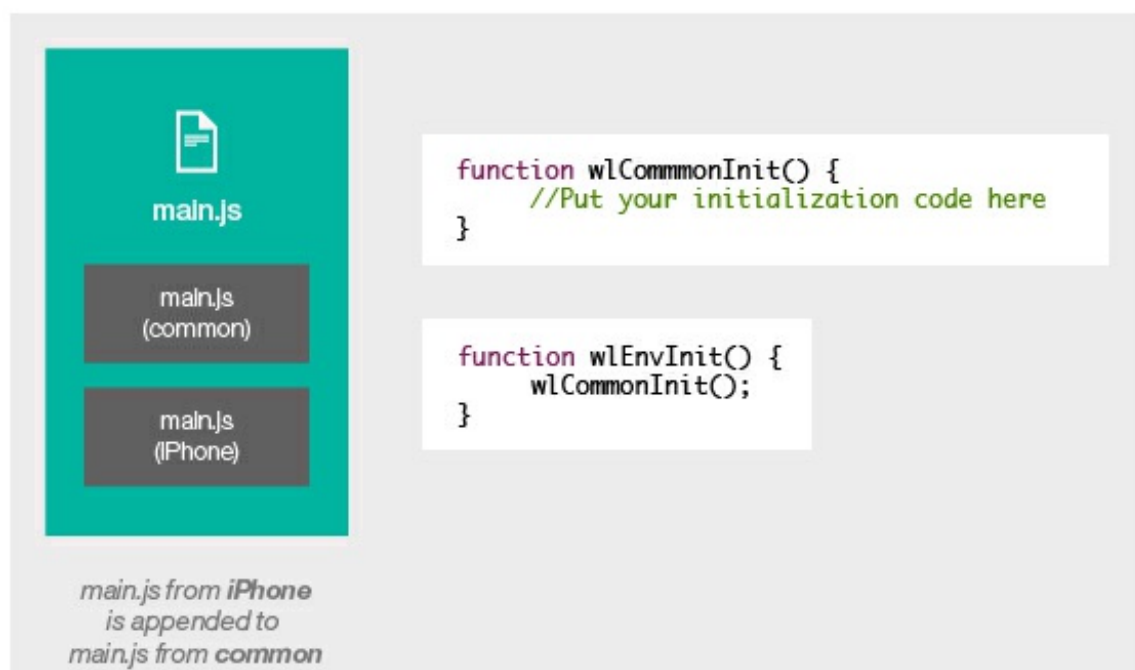 main.js
main.js
(common)
main.js
(iPhone)
main.js from iPhone
is appended to
main.js from common
function wlCommmonInit() {
//Put your initialization code here
}
function wlEnvInit() {
wlCommonInit();
}